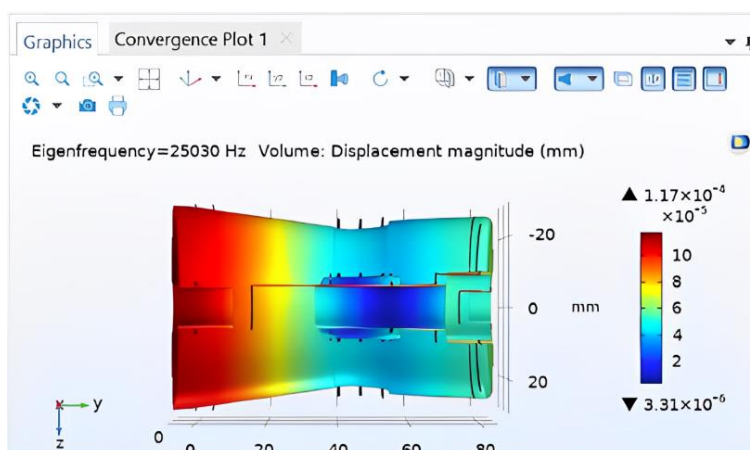 Graphics Convergence Plot 1
Eigenfrequency=25030 Hz Volume: Displacement magnitude (mm)
▲ 1.17×10⁻⁴
×10⁻⁵
-20
10
8
0
mm
6
4
2
20
▼ 3.31×10⁻⁶
x
y
z
0
0 20 40 60 80